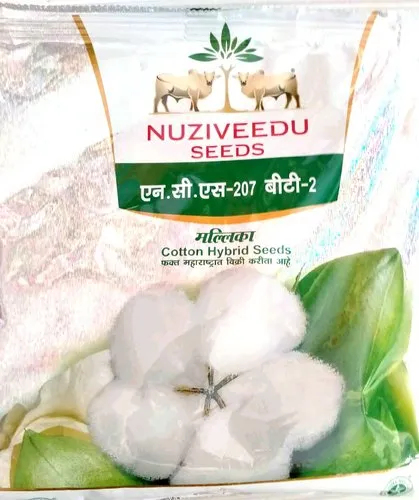 NUZIVEEDU
SEEDS
एन.सी.एस-207 बीटी-2
मल्लिका
Cotton Hybrid Seeds
फक्त महाराष्ट्रात विक्री करीता आहे